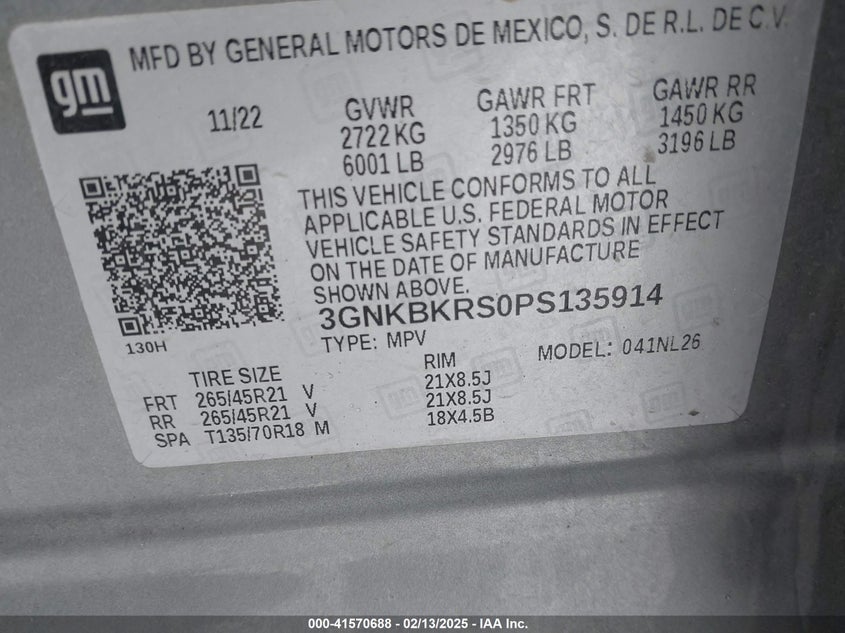 gm
MFD BY GENERAL MOTORS DE MEXICO, S. DE R.L. DE C.V.
11/22
GVWR
2722 KG
6001 LB
GAWR FRT
1350 KG
2976 LB
GAWR RR
1450 KG
3196 LB
THIS VEHICLE CONFORMS TO ALL
APPLICABLE U.S. FEDERAL MOTOR
VEHICLE SAFETY STANDARDS IN EFFECT
ON THE DATE OF MANUFACTURE
SHOWN ABOVE.
3GNKBKRS0PS135914
130H
TYPE: MPV
MODEL: 041NL26
TIRE SIZE RIM
FRT 265/45R21 V 21X8.5J
RR 265/45R21 V 21X8.5J
SPA T135/70R18 M 18X4.5B
000-41570688 - 02/13/2025 - IAA Inc.